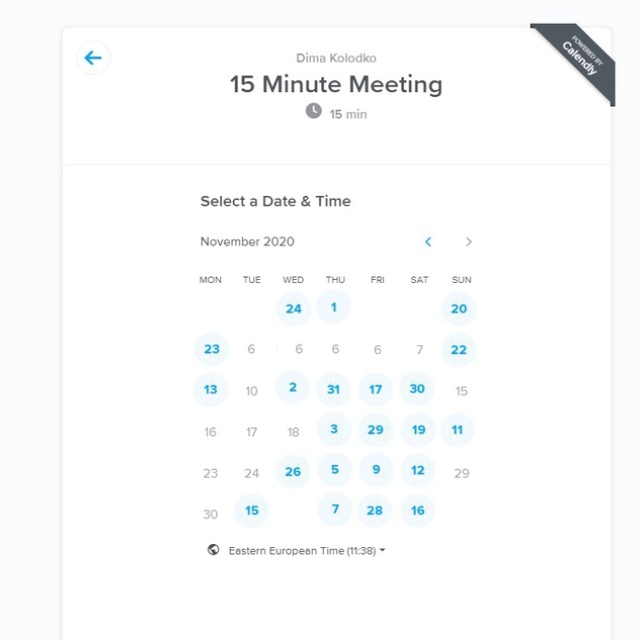 POWERED BY
Calendly
Dima Kolodko
15 Minute Meeting
15 min
Select a Date & Time
November 2020
MON TUE WED THU FRI SAT SUN
24 1 20
23 6 6 6 6 7 22
13 10 2 31 17 30 15
16 17 18 3 29 19 11
23 24 26 5 9 12 29
30 15 7 28 16
Eastern European Time (11:38)